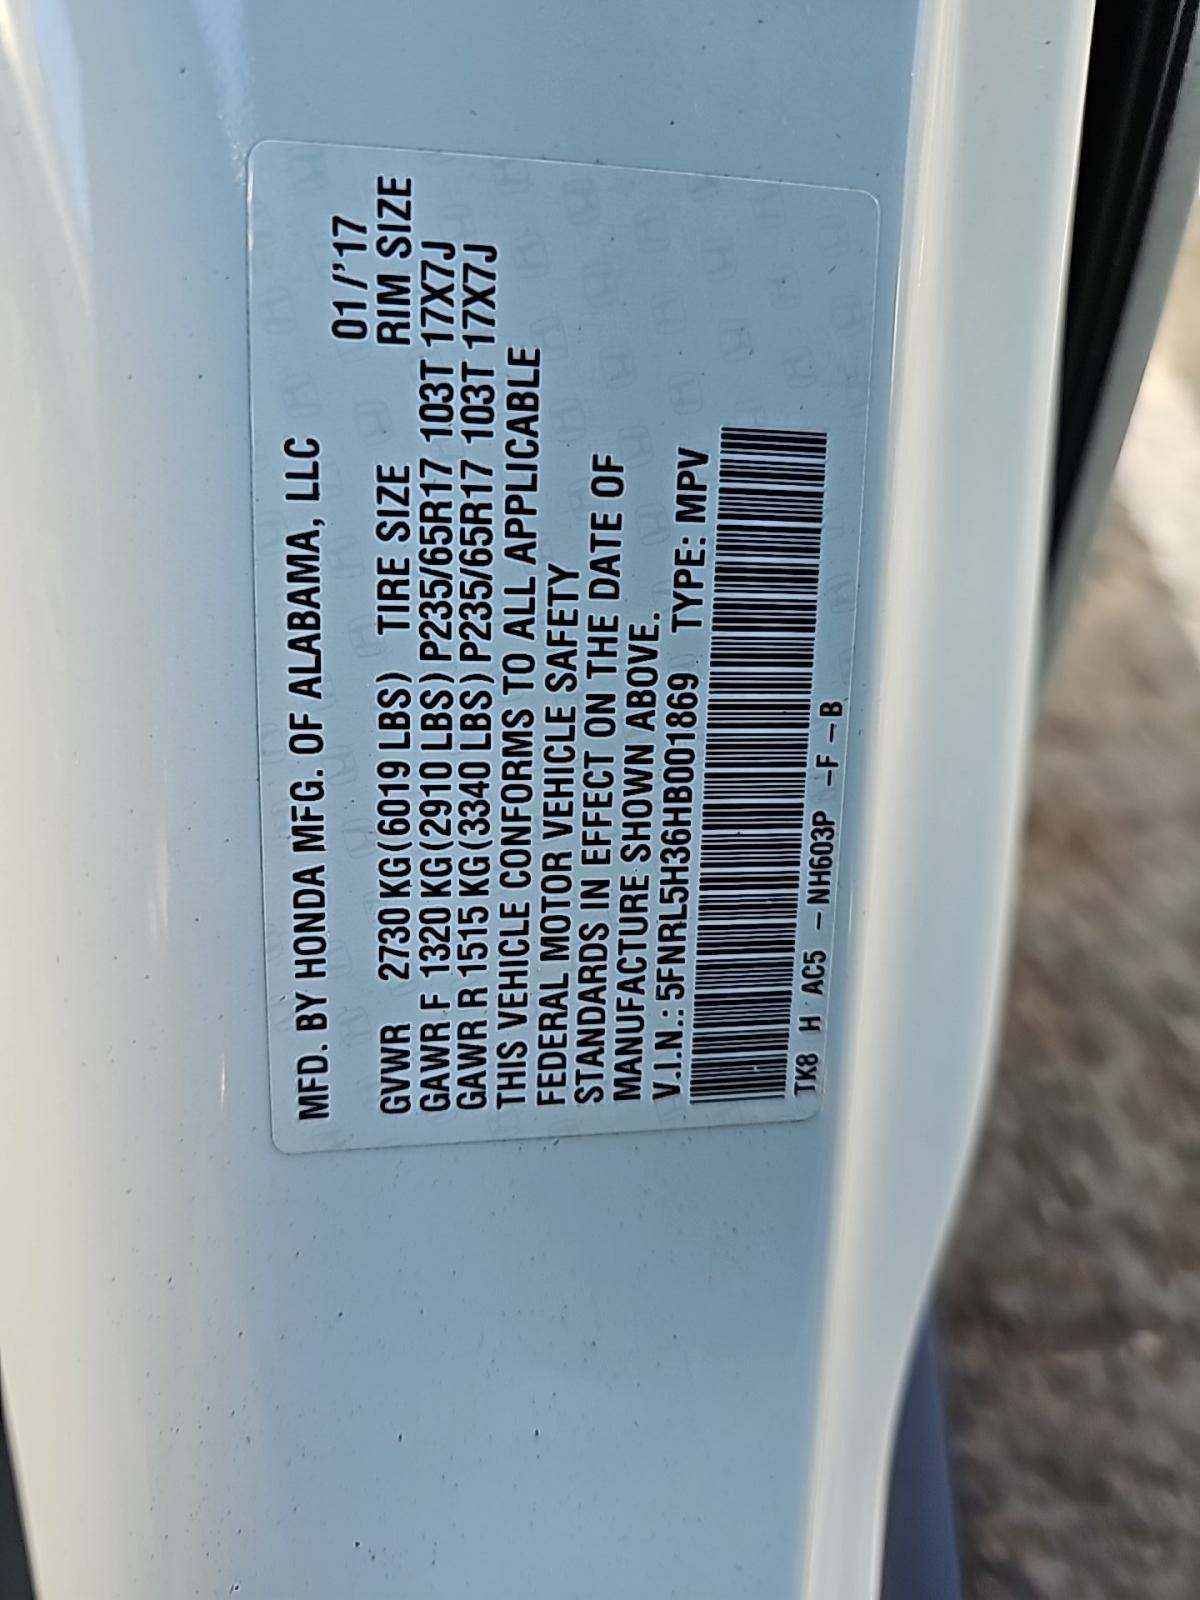 MFD. BY HONDA MFG. OF ALABAMA, LLC
01/'17
GVWR 2730 KG(6019 LBS) TIRE SIZE RIM SIZE
GAWR F 1320 KG(2910 LBS) P235/65R17 103T 17X7J
GAWR R 1515 KG(3340 LBS) P235/65R17 103T 17X7J
THIS VEHICLE CONFORMS TO ALL APPLICABLE
FEDERAL MOTOR VEHICLE SAFETY
STANDARDS IN EFFECT ON THE DATE OF
MANUFACTURE SHOWN ABOVE.
V.I.N.: 5FNRL5H36HB001869 TYPE: MPV
TK8 H AC5 -NH603P -F -B